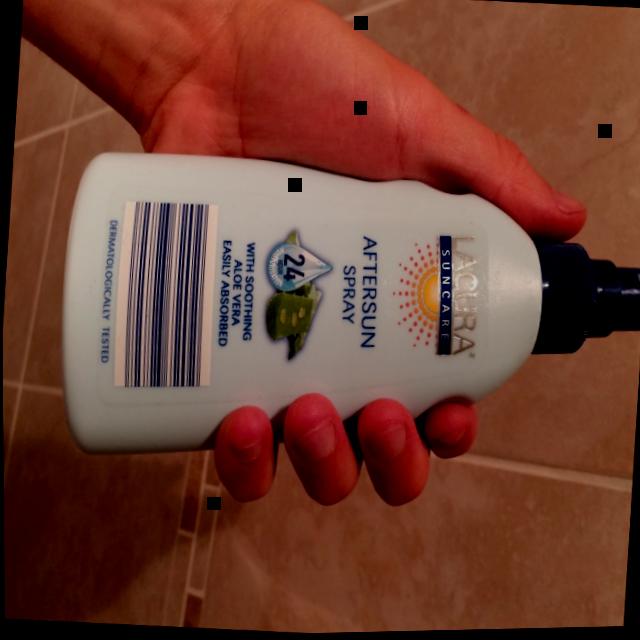 LACURA®
SUNCARE
AFTERSUN
SPRAY
24
WITH SOOTHING
ALOE VERA
EASILY ABSORBED
DERMATOLOGICALLY TESTED